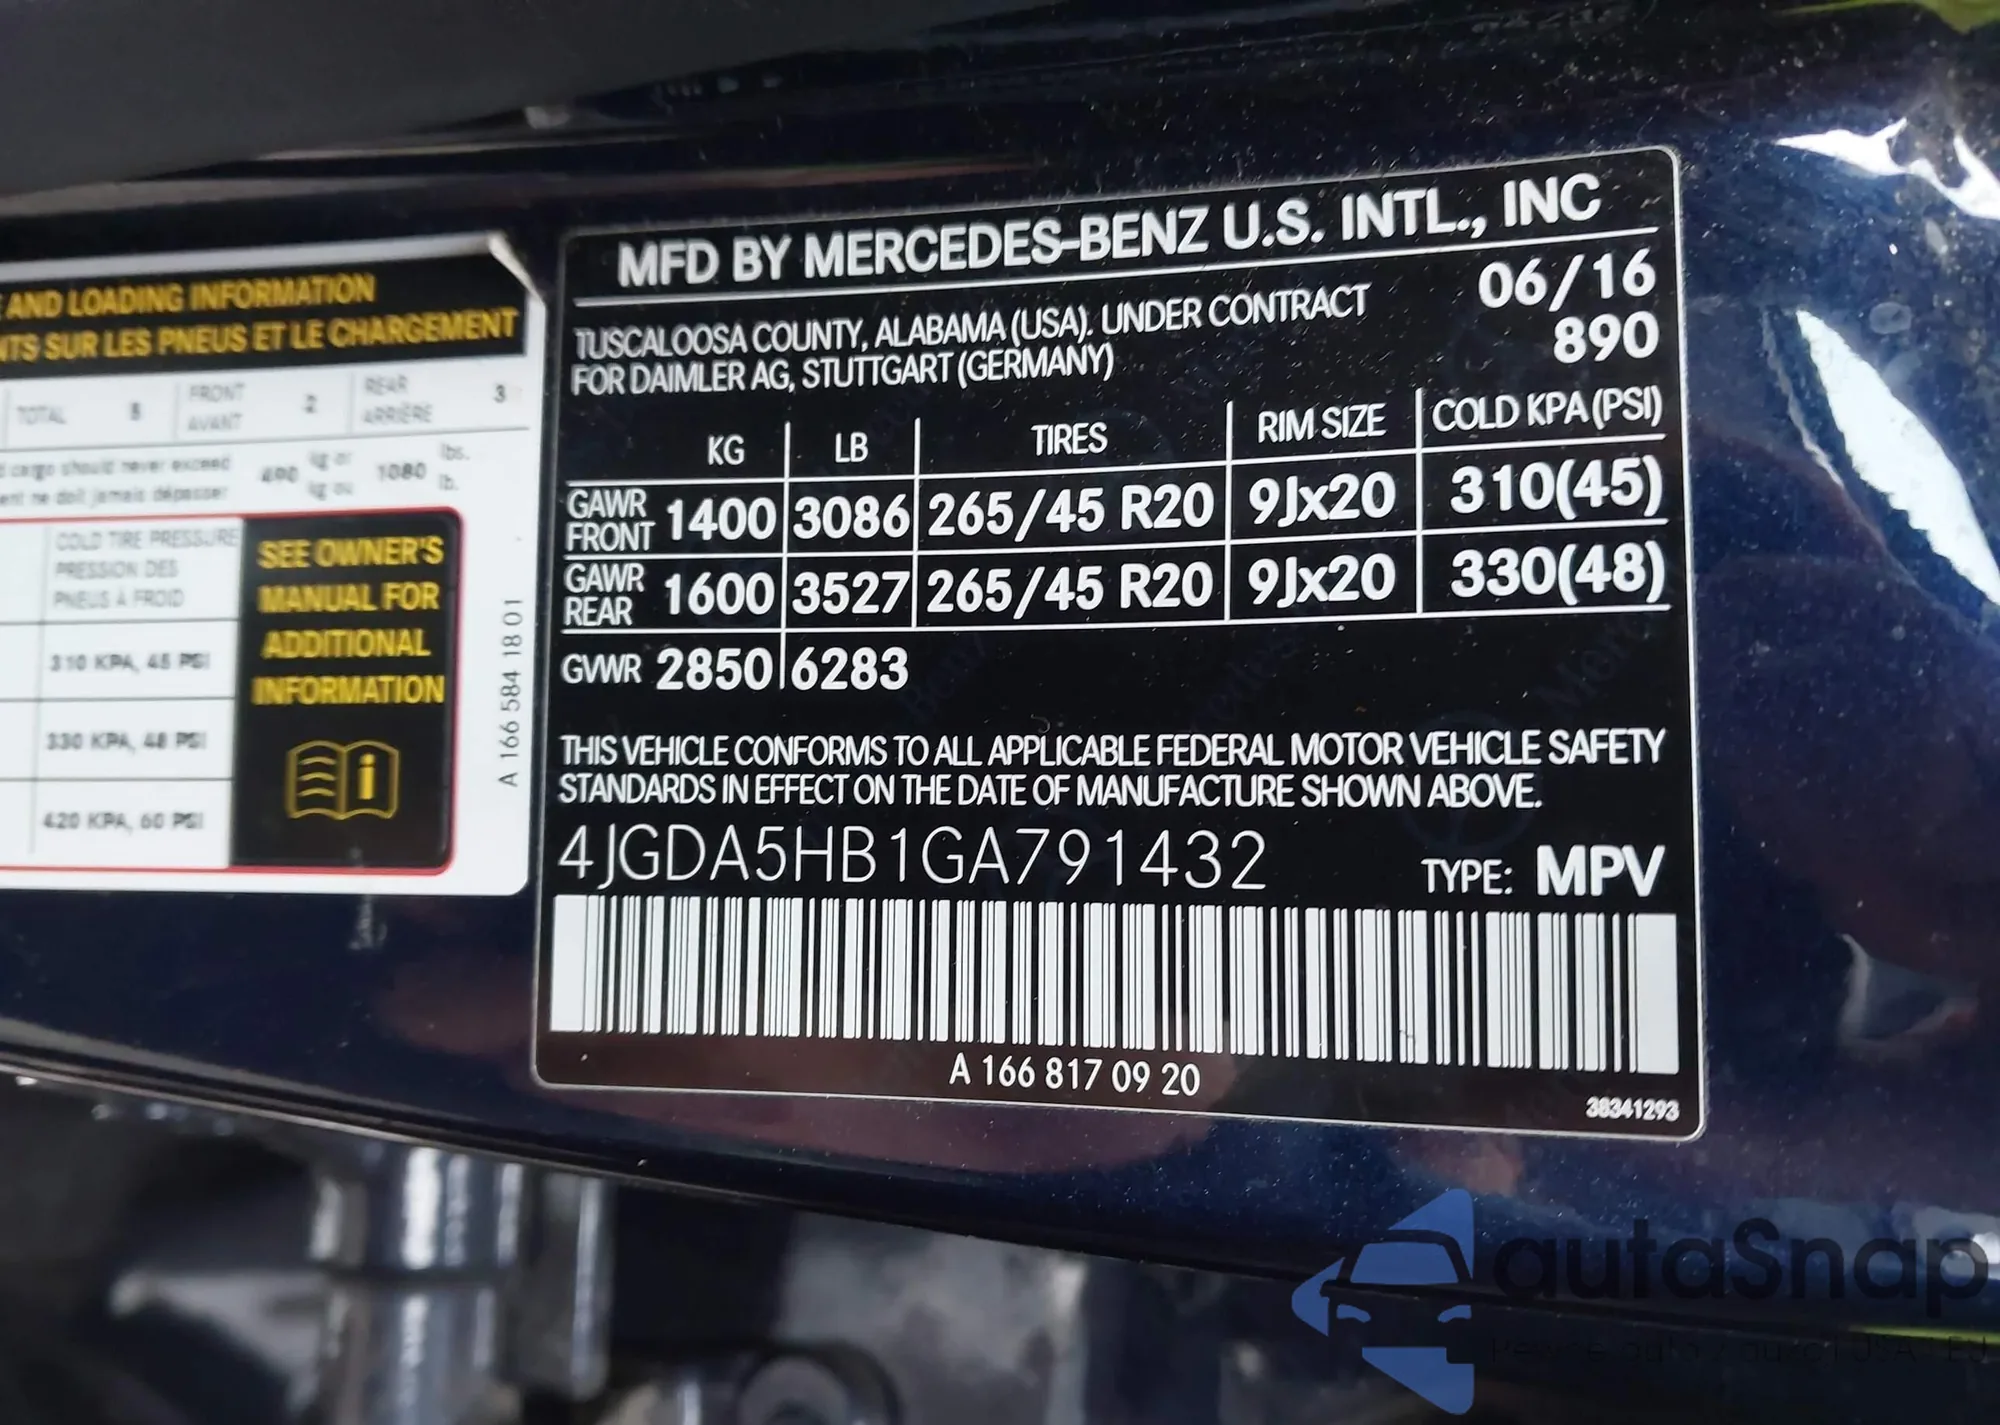 AND LOADING INFORMATION
TS SUR LES PNEUS ET LE CHARGEMENT
TOTAL 5 FRONT AVANT 2 REAR ARRIÈRE 3
cargo should never exceed 490 kg or 1080 lbs.
ne doit jamais dépasser kg ou lb.
COLD TIRE PRESSURE
PRESSION DES
PNEUS À FROID
310 KPA, 45 PSI
330 KPA, 48 PSI
420 KPA, 60 PSI
SEE OWNER'S
MANUAL FOR
ADDITIONAL
INFORMATION
A 166 584 18 01
MFD BY MERCEDES-BENZ U.S. INTL., INC
TUSCALOOSA COUNTY, ALABAMA (USA). UNDER CONTRACT
FOR DAIMLER AG, STUTTGART (GERMANY)
06/16
890
KG LB TIRES RIM SIZE COLD KPA (PSI)
GAWR FRONT 1400 3086 265/45 R20 9Jx20 310(45)
GAWR REAR 1600 3527 265/45 R20 9Jx20 330(48)
GVWR 2850 6283
THIS VEHICLE CONFORMS TO ALL APPLICABLE FEDERAL MOTOR VEHICLE SAFETY
STANDARDS IN EFFECT ON THE DATE OF MANUFACTURE SHOWN ABOVE.
4JGDA5HB1GA791432 TYPE: MPV
A 166 817 09 20
38341293
autaSnap